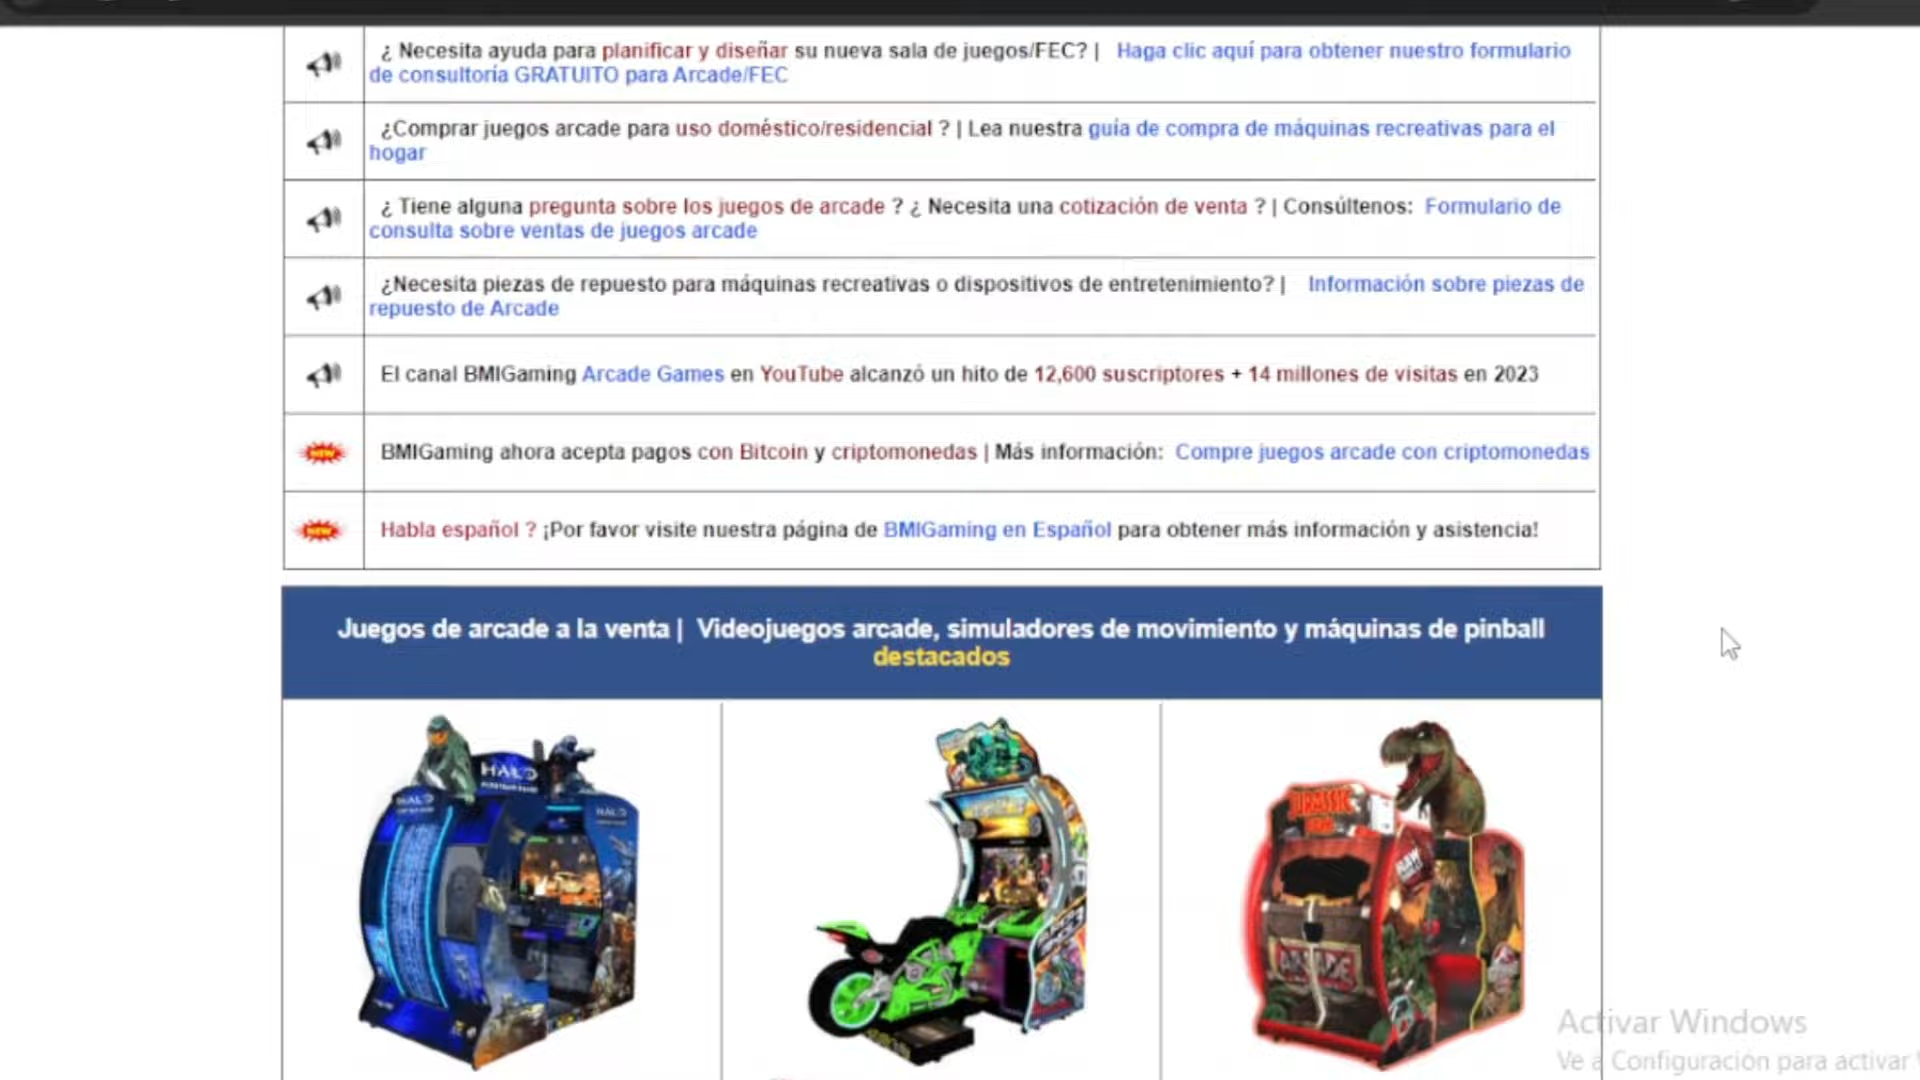 ¿ Necesita ayuda para planificar y diseñar su nueva sala de juegos/FEC? | Haga clic aquí para obtener nuestro formulario
de consultoría GRATUITO para Arcade/FEC
¿Comprar juegos arcade para uso doméstico/residencial ? | Lea nuestra guía de compra de máquinas recreativas para el
hogar
¿ Tiene alguna pregunta sobre los juegos de arcade ? ¿ Necesita una cotización de venta ? | Consúltenos: Formulario de
consulta sobre ventas de juegos arcade
¿Necesita piezas de repuesto para máquinas recreativas o dispositivos de entretenimiento? | Información sobre piezas de
repuesto de Arcade
El canal BMIGaming Arcade Games en YouTube alcanzó un hito de 12,600 suscriptores + 14 millones de visitas en 2023
NEW
BMIGaming ahora acepta pagos con Bitcoin y criptomonedas | Más información: Compre juegos arcade con criptomonedas
NEW
Habla español ? ¡Por favor visite nuestra página de BMIGaming en Español para obtener más información y asistencia!
Juegos de arcade a la venta | Videojuegos arcade, simuladores de movimiento y máquinas de pinball
destacados
HALO
HALO
HALO
JURASSIC
RAW
ARCADE
Activar Windows
Ve a Configuración para activar